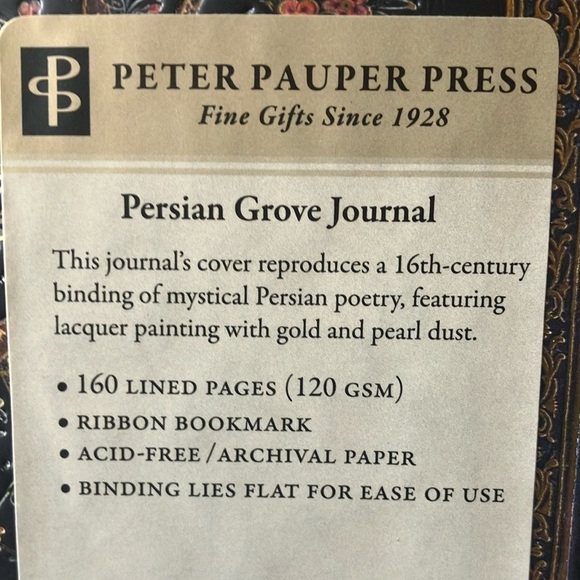 PETER PAUPER PRESS
Fine Gifts Since 1928
Persian Grove Journal
This journal's cover reproduces a 16th-century
binding of mystical Persian poetry, featuring
lacquer painting with gold and pearl dust.
• 160 LINED PAGES (120 GSM)
• RIBBON BOOKMARK
• ACID-FREE/ARCHIVAL PAPER
• BINDING LIES FLAT FOR EASE OF USE